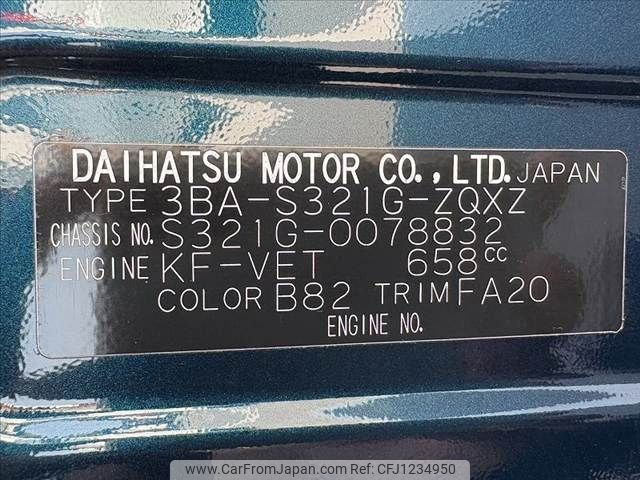 DAIHATSU MOTOR CO.,LTD. JAPAN
TYPE 3BA-S321G-ZQXZ
CHASSIS NO. S321G-0078832
ENGINE KF-VET 658CC
COLOR B82 TRIM FA20
ENGINE NO.
www.CarFromJapan.com - CFJ1234950